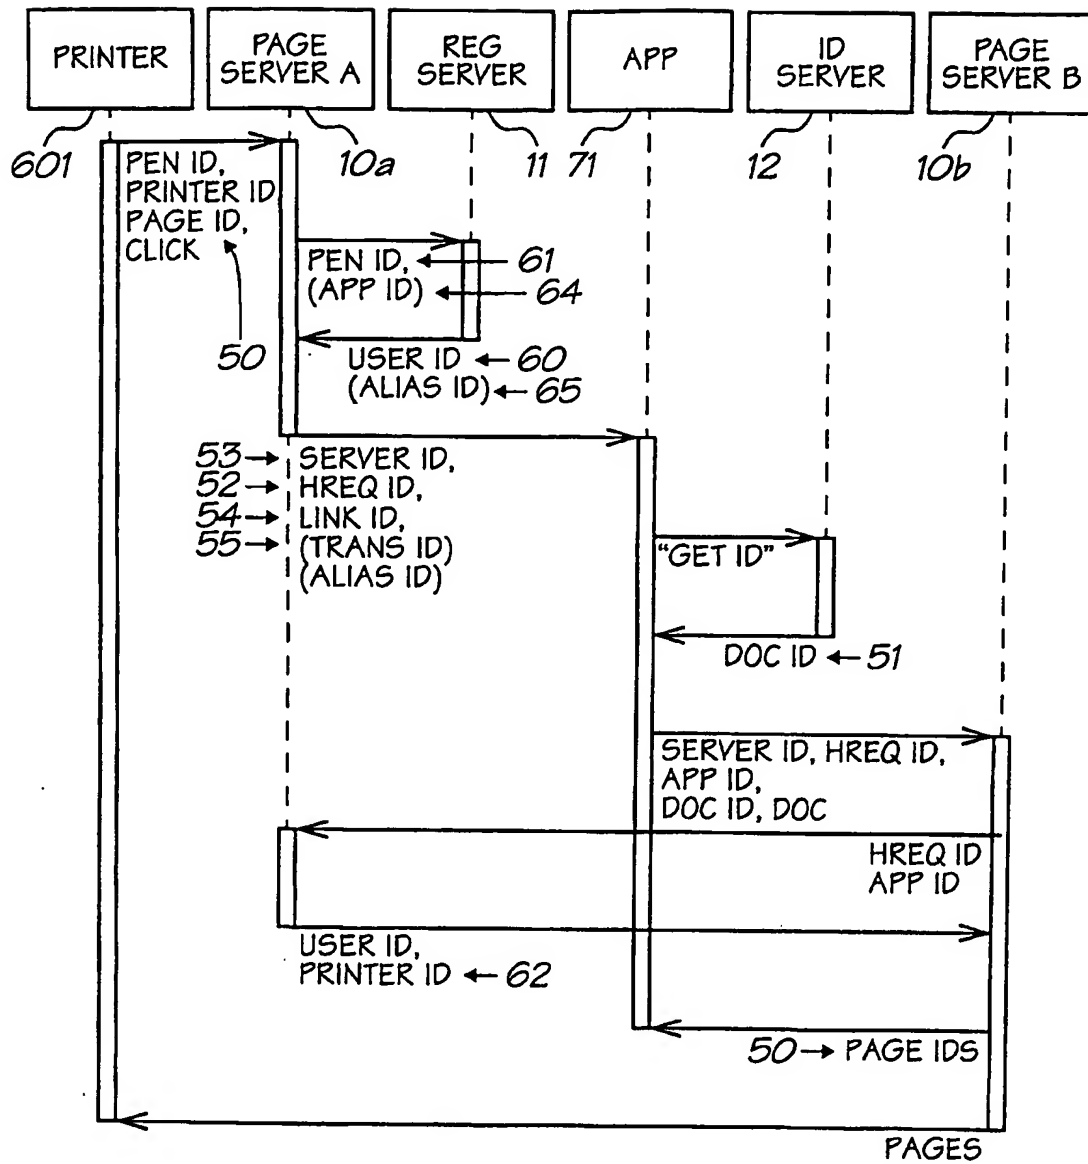 PRINTER
PAGE
SERVER A
REG
SERVER
APP
ID
SERVER
PAGE
SERVER B
601
10a
11
71
12
10b
PEN ID,
PRINTER ID
PAGE ID,
CLICK
50
PEN ID, 61
(APP ID) 64
USER ID 60
(ALIAS ID) 65
53 SERVER ID,
52 HREQ ID,
54 LINK ID,
55 (TRANS ID)
(ALIAS ID)
“GET ID”
DOC ID 51
SERVER ID, HREQ ID,
APP ID,
DOC ID, DOC
HREQ ID
APP ID
USER ID,
PRINTER ID 62
50 PAGE IDS
PAGES